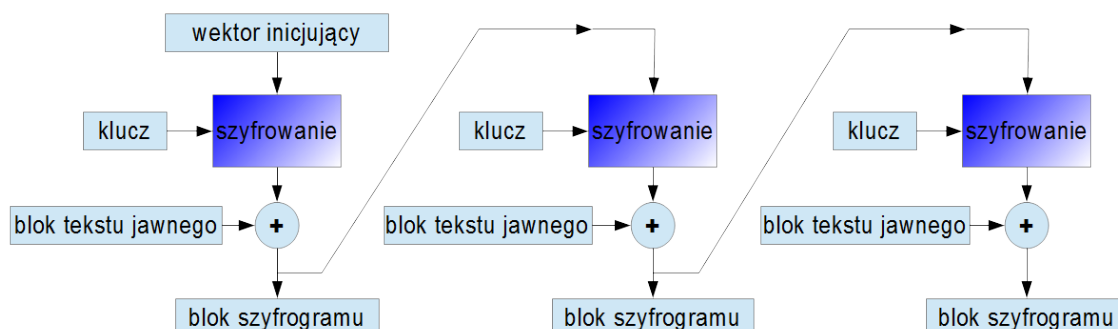 wektor inicjujący
klucz
szyfrowanie
klucz
szyfrowanie
klucz
szyfrowanie
blok tekstu jawnego
+
blok tekstu jawnego
+
blok tekstu jawnego
+
blok szyfrogramu
blok szyfrogramu
blok szyfrogramu